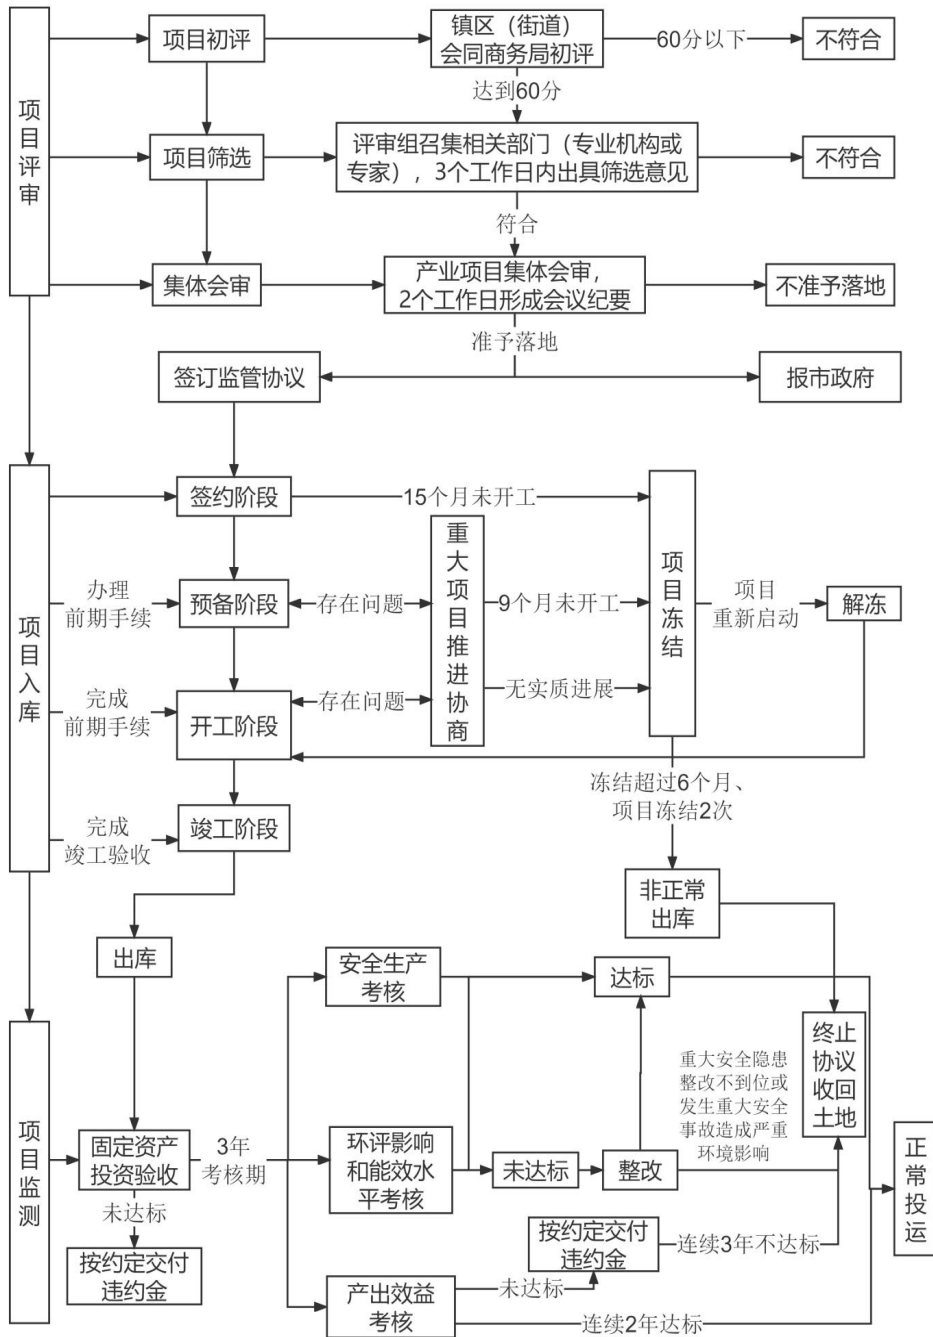 项目评审
项目初评
镇区（街道）
会同商务局初评
60分以下
不符合
达到60分
项目筛选
评审组召集相关部门（专业机构或
专家），3个工作日内出具筛选意见
不符合
符合
集体会审
产业项目集体会审，
2个工作日形成会议纪要
不准予落地
准予落地
签订监管协议
报市政府
项目入库
签约阶段
15个月未开工
重大项目推进协商
项目冻结
办理
前期手续
预备阶段
存在问题
9个月未开工
项目
重新启动
解冻
完成
前期手续
开工阶段
存在问题
无实质进展
冻结超过6个月、
项目冻结2次
完成
竣工验收
竣工阶段
非正常
出库
出库
安全生产
考核
达标
终止
协议
收回
土地
重大安全隐患
整改不到位或
发生重大安全
事故造成严重
环境影响
项目监测
固定资产
投资验收
3年
考核期
环评影响
和能效水
平考核
未达标
整改
正常投运
未达标
按约定交付
违约金
按约定交付
违约金
连续3年不达标
产出效益
考核
未达标
连续2年达标